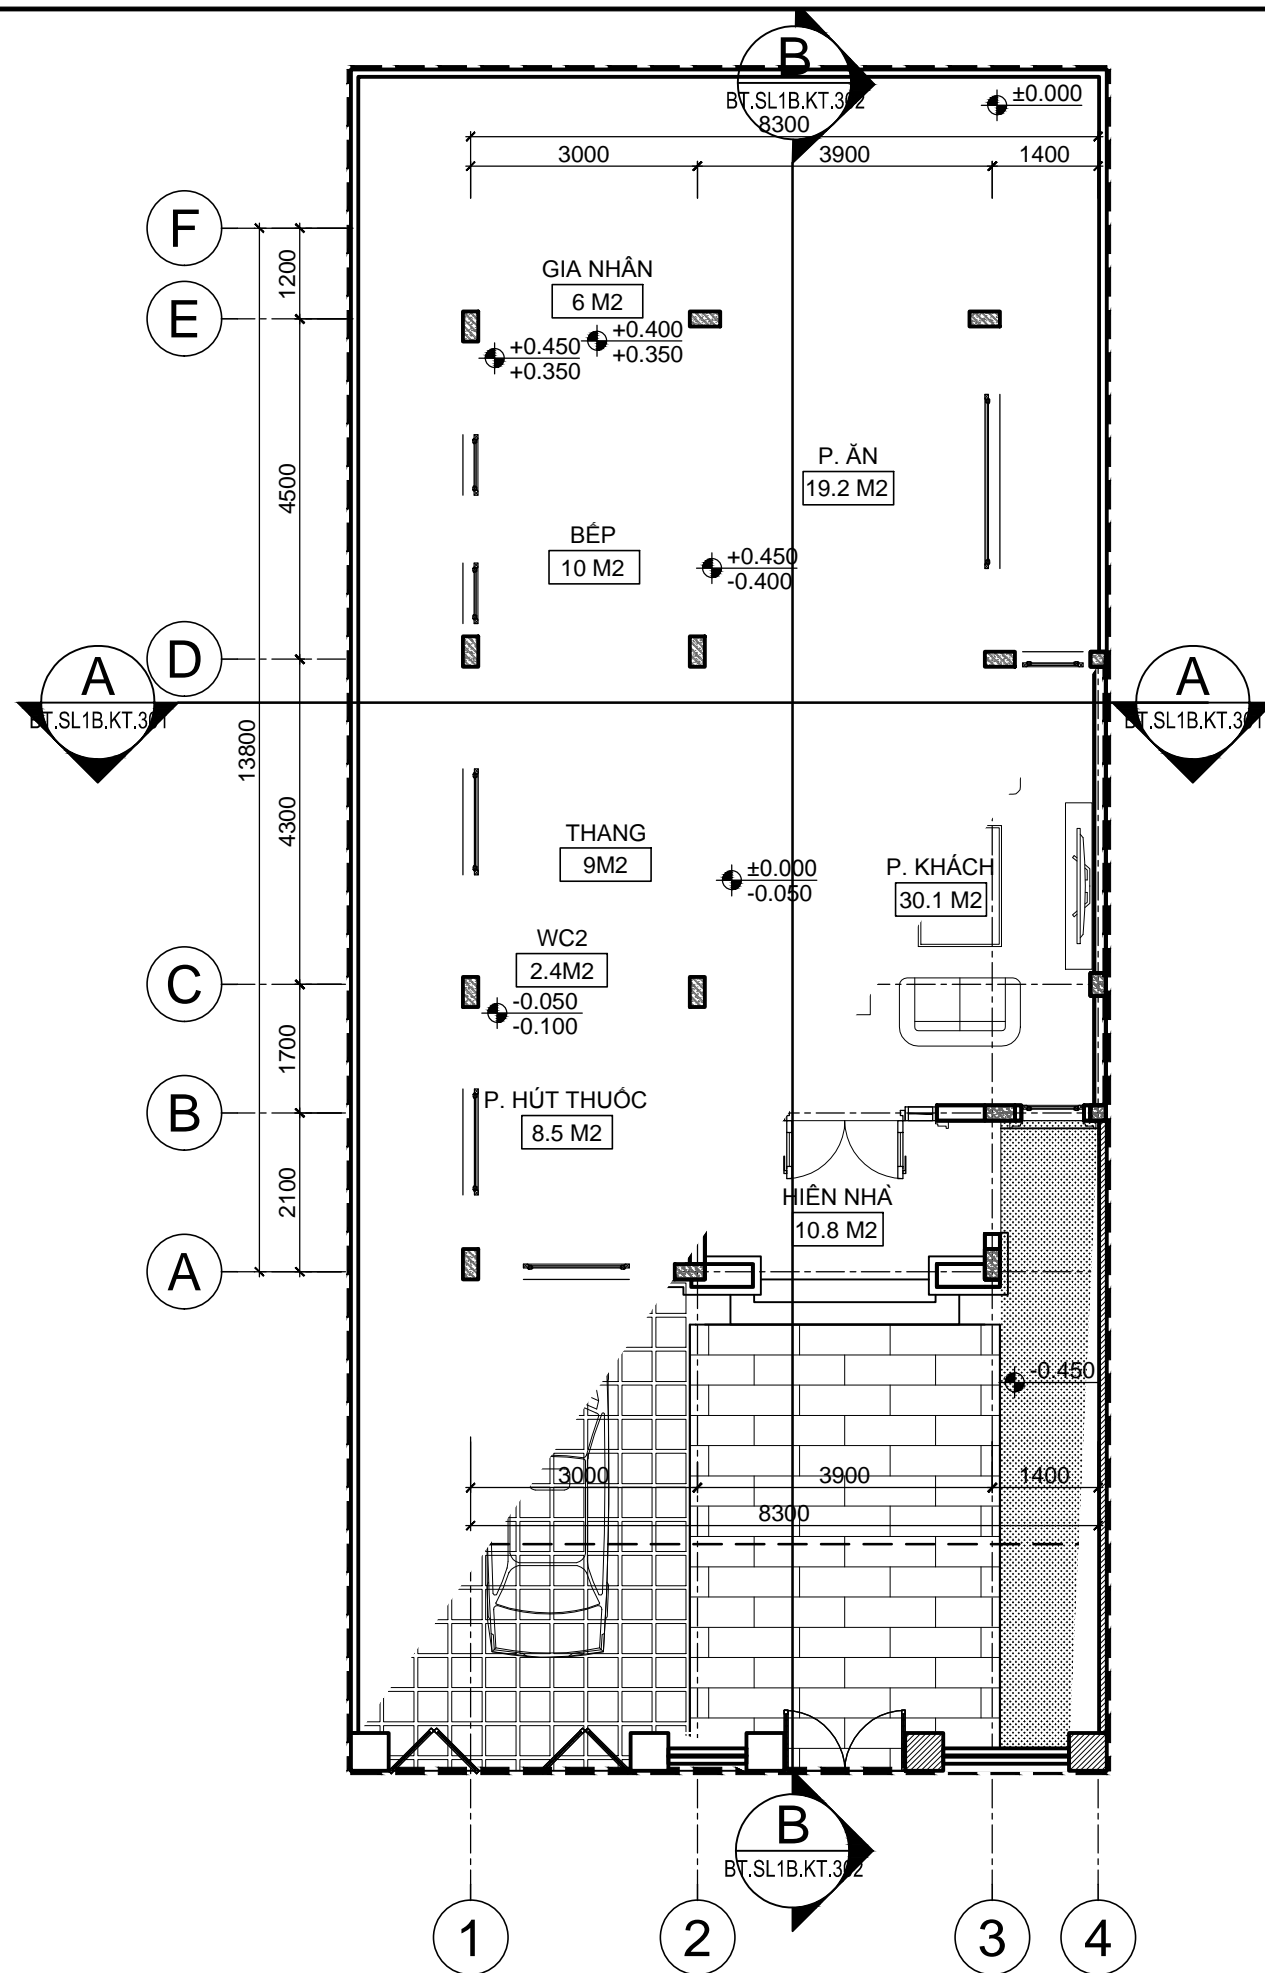 B
BT.SL1B.KT.302
±0.000
8300
3000
3900
1400
F
1200
E
GIA NHÂN
6 M2
+0.450
+0.350
+0.400
+0.350
4500
P. ĂN
19.2 M2
BẾP
10 M2
+0.450
-0.400
D
A
BT.SL1B.KT.301
A
BT.SL1B.KT.301
13800
4300
THANG
9M2
±0.000
-0.050
P. KHÁCH
30.1 M2
WC2
2.4M2
C
-0.050
-0.100
1700
P. HÚT THUỐC
8.5 M2
B
2100
HIÊN NHÀ
10.8 M2
A
-0.450
3000
3900
1400
8300
B
BT.SL1B.KT.302
1
2
3
4